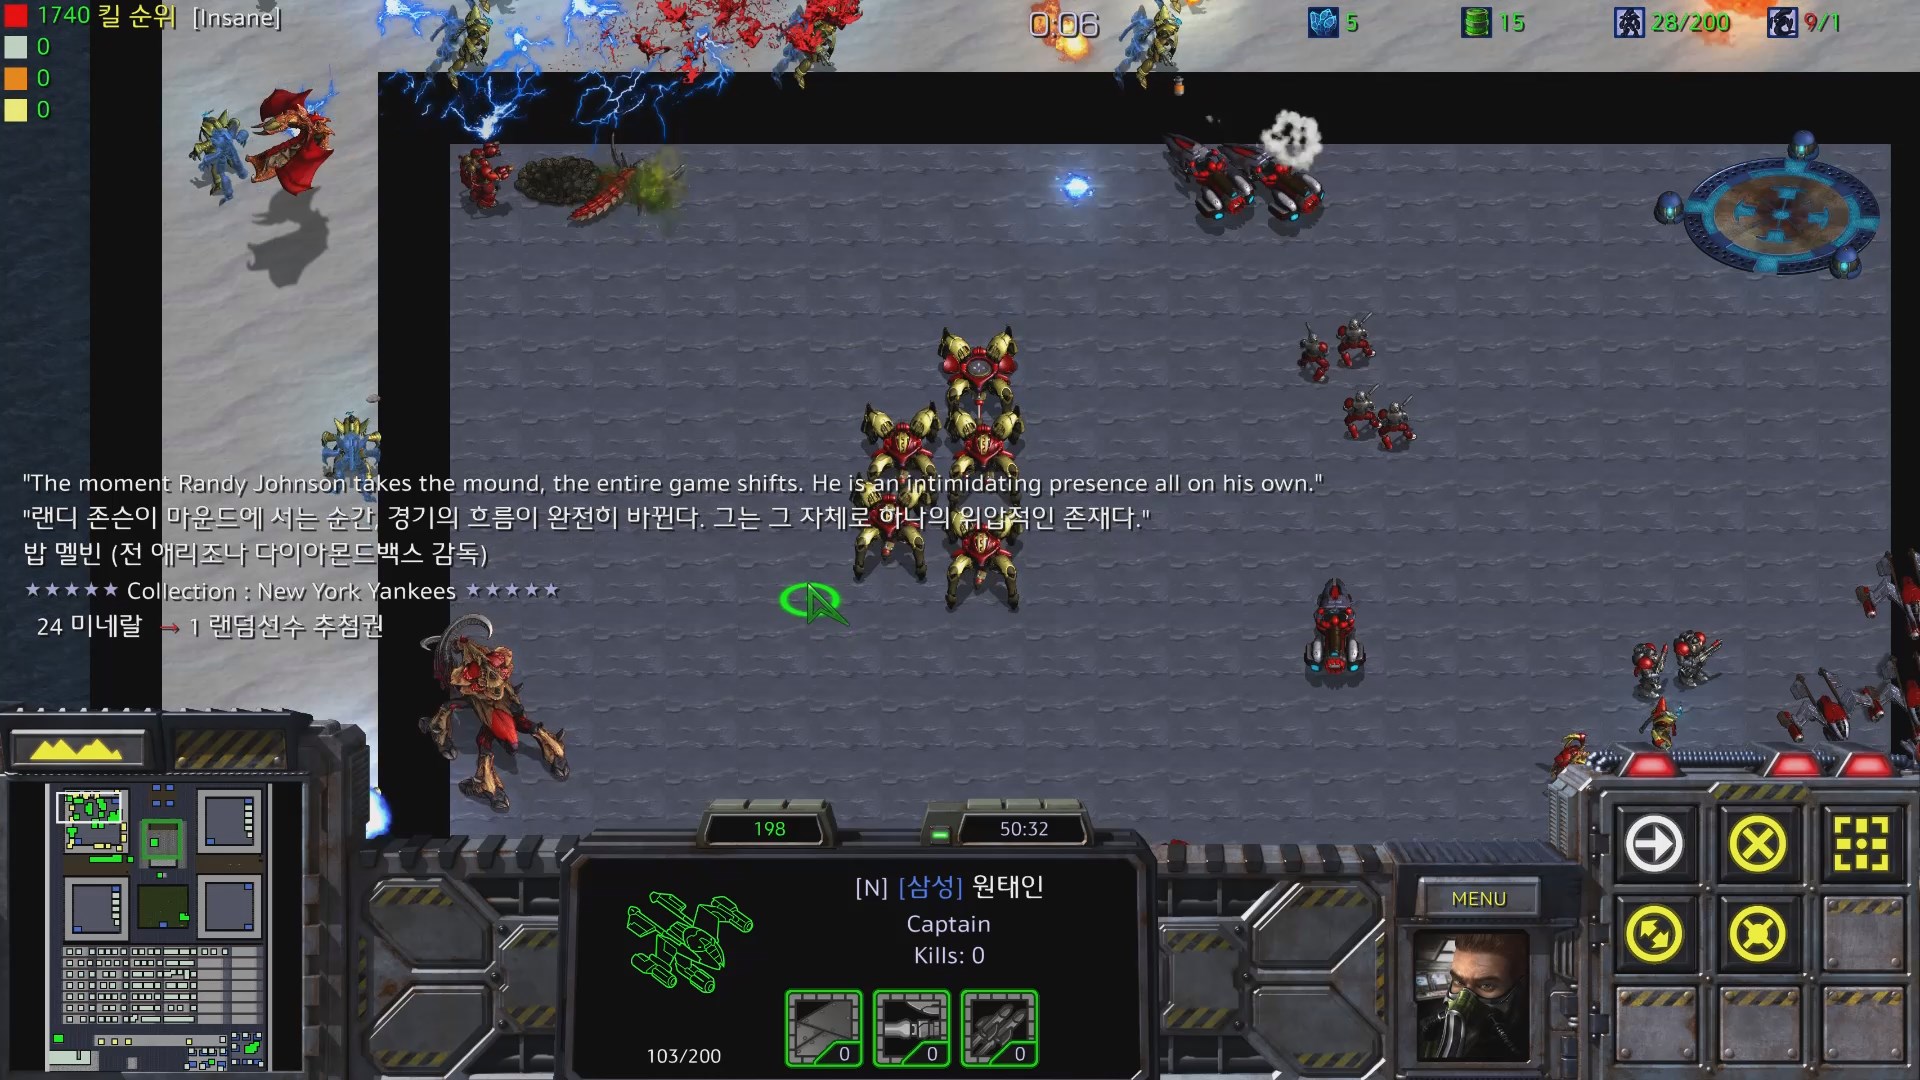 1740 킬 순위 [Insane]
0
0
0
0:06
5
15
28/200
9/1
"The moment Randy Johnson takes the mound, the entire game shifts. He is an intimidating presence all on his own."
"랜디 존슨이 마운드에 서는 순간, 경기의 흐름이 완전히 바뀐다. 그는 그 자체로 하나의 위압적인 존재다."
밥 멜빈 (전 애리조나 다이아몬드백스 감독)
★★★★★ Collection : New York Yankees ★★★★★
24 미네랄 → 1 랜덤선수 추첨권
198
50:32
[N] [삼성] 원태인
Captain
Kills: 0
103/200
0
0
0
MENU